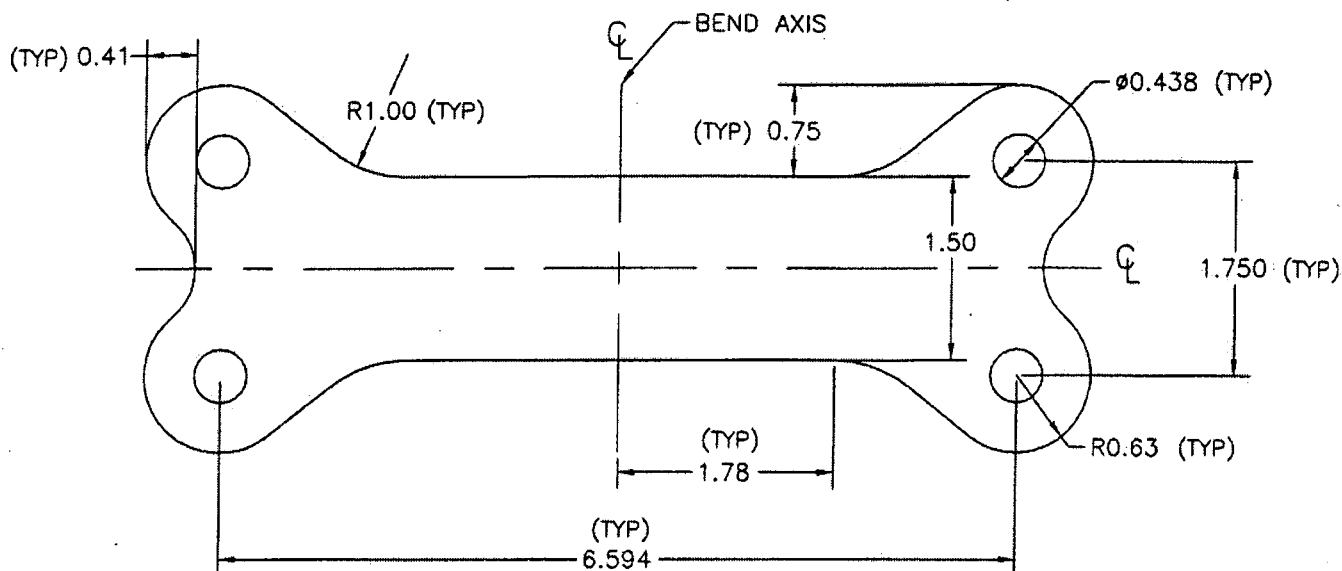 BEND AXIS
℄
(TYP) 0.41
R1.00 (TYP)
(TYP) 0.75
ø0.438 (TYP)
1.50
℄
1.750 (TYP)
(TYP)
1.78
R0.63 (TYP)
(TYP)
6.594